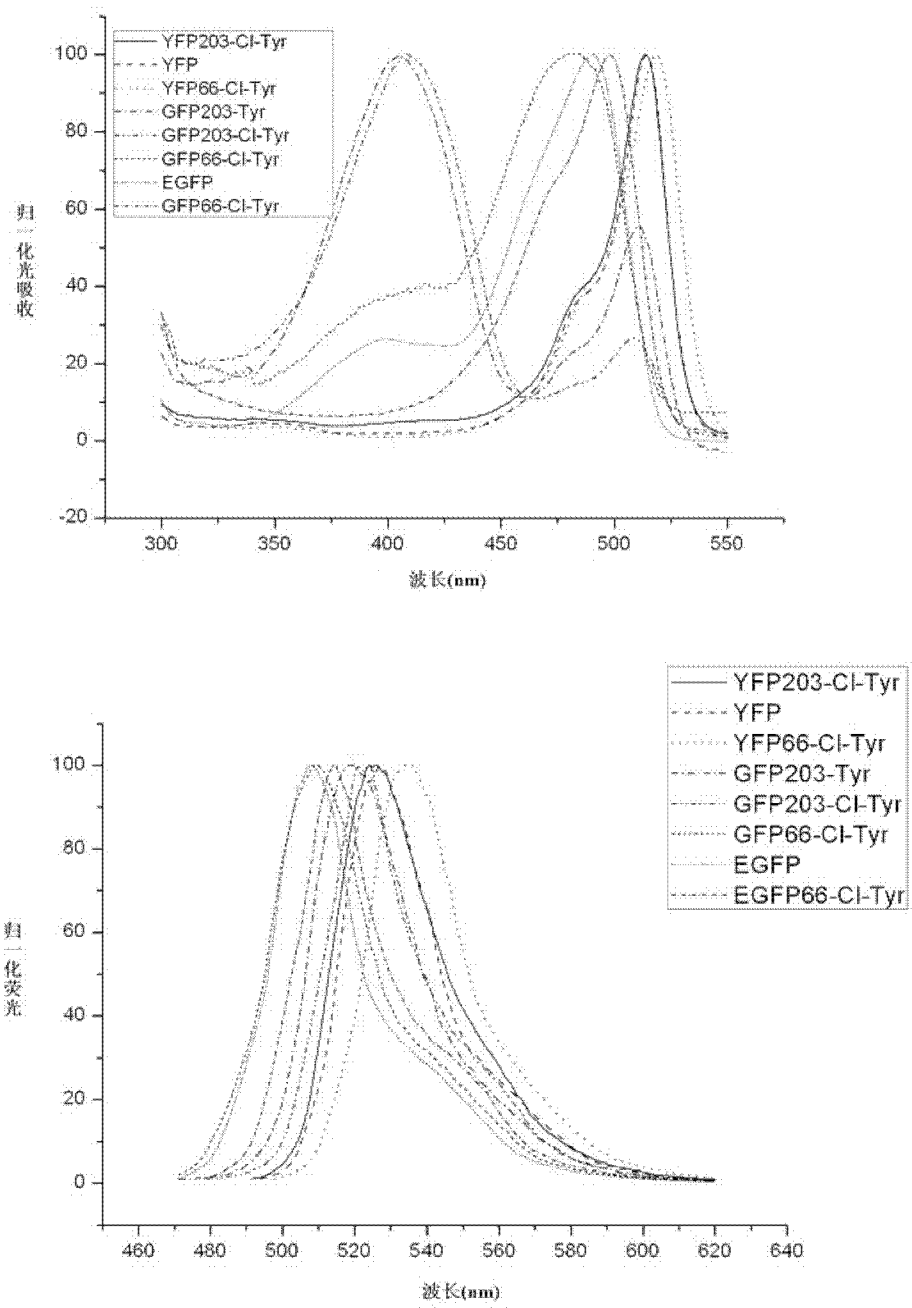 YFP203-Cl-Tyr
YFP
YFP66-Cl-Tyr
GFP203-Tyr
GFP203-Cl-Tyr
GFP66-Cl-Tyr
EGFP
GFP66-Cl-Tyr
100
80
60
40
20
0
-20
归一化光吸收
300 350 400 450 500 550
波长(nm)
YFP203-Cl-Tyr
YFP
YFP66-Cl-Tyr
GFP203-Tyr
GFP203-Cl-Tyr
GFP66-Cl-Tyr
EGFP
EGFP66-Cl-Tyr
100
80
60
40
20
0
归一化荧光
460 480 500 520 540 560 580 600 620 640
波长(nm)